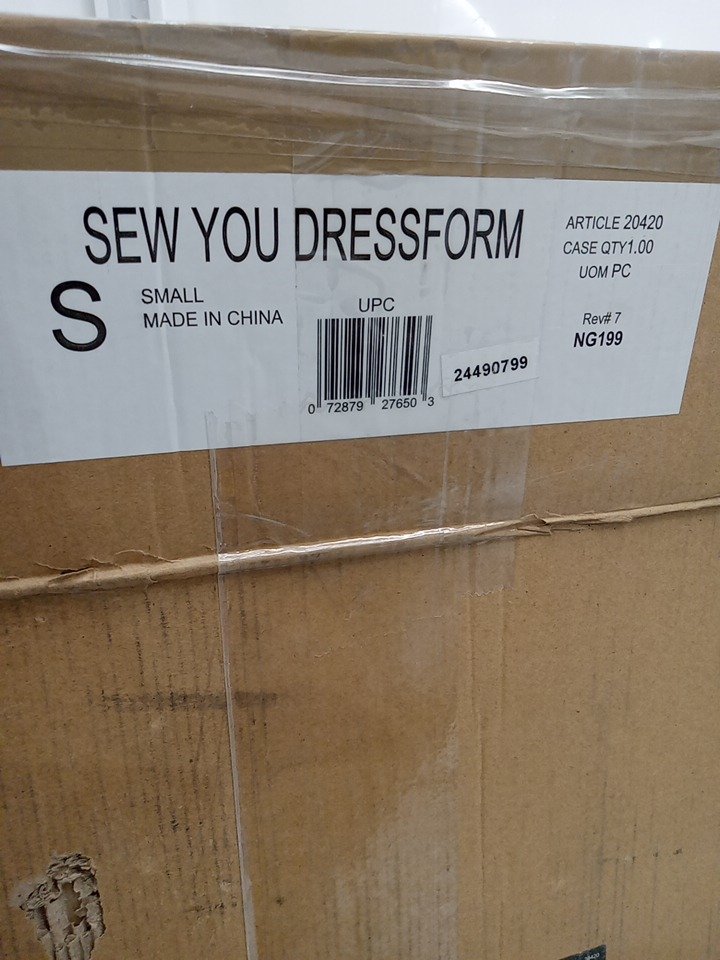 SEW YOU DRESSFORM
S
SMALL
MADE IN CHINA
UPC
0 72879 27650 3
24490799
ARTICLE 20420
CASE QTY1.00
UOM PC
Rev# 7
NG199